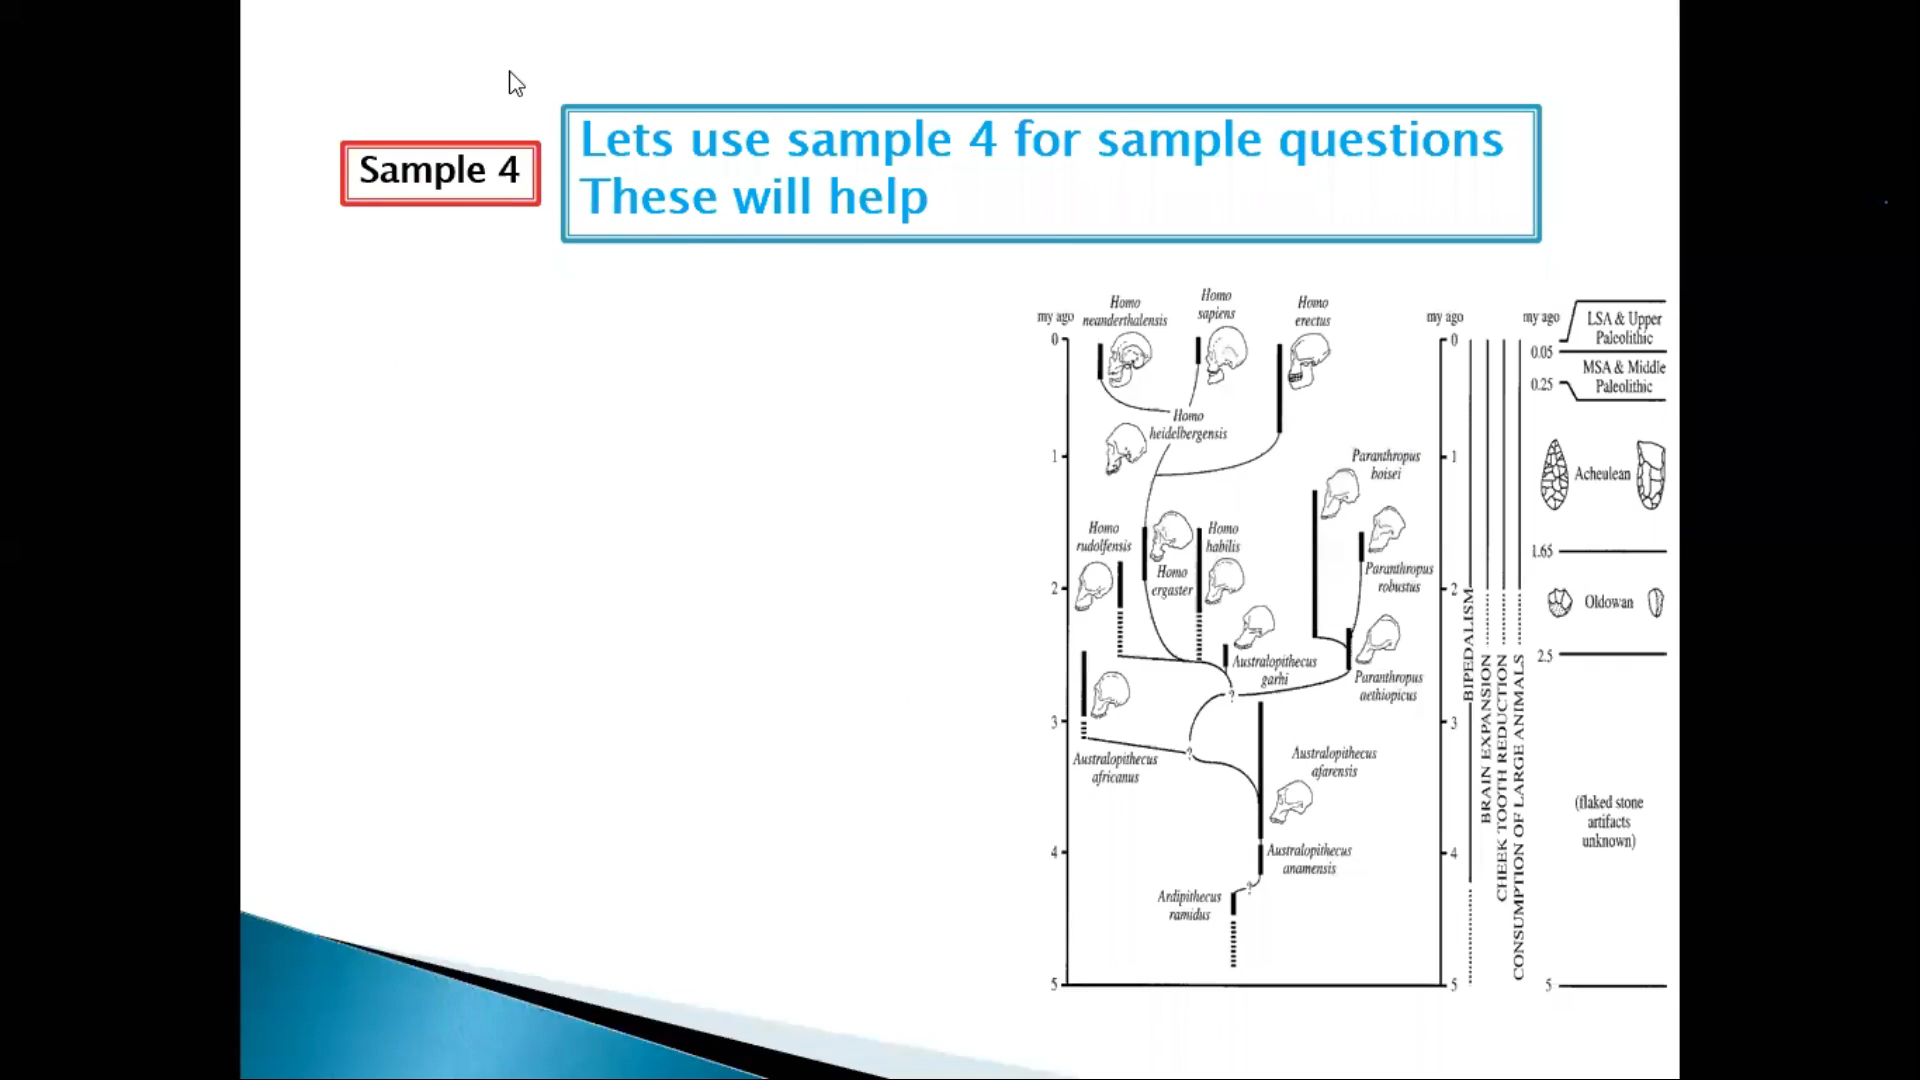 Sample 4
Lets use sample 4 for sample questions
These will help
my ago
Homo
neanderthalensis
Homo
sapiens
Homo
erectus
my ago
my ago
LSA & Upper
Paleolithic
0
0
0.05
MSA & Middle
Paleolithic
0.25
Homo
heidelbergensis
1
1
Paranthropus
boisei
Acheulean
Homo
rudolfensis
Homo
habilis
1.65
Homo
ergaster
Paranthropus
robustus
2
2
Oldowan
2.5
Australopithecus
garhi
Paranthropus
aethiopicus
?
3
3
?
Australopithecus
africanus
Australopithecus
afarensis
(flaked stone
artifacts
unknown)
4
4
Australopithecus
anamensis
?
Ardipithecus
ramidus
5
5
5
BIPEDALISM
BRAIN EXPANSION
CHEEK TOOTH REDUCTION
CONSUMPTION OF LARGE ANIMALS